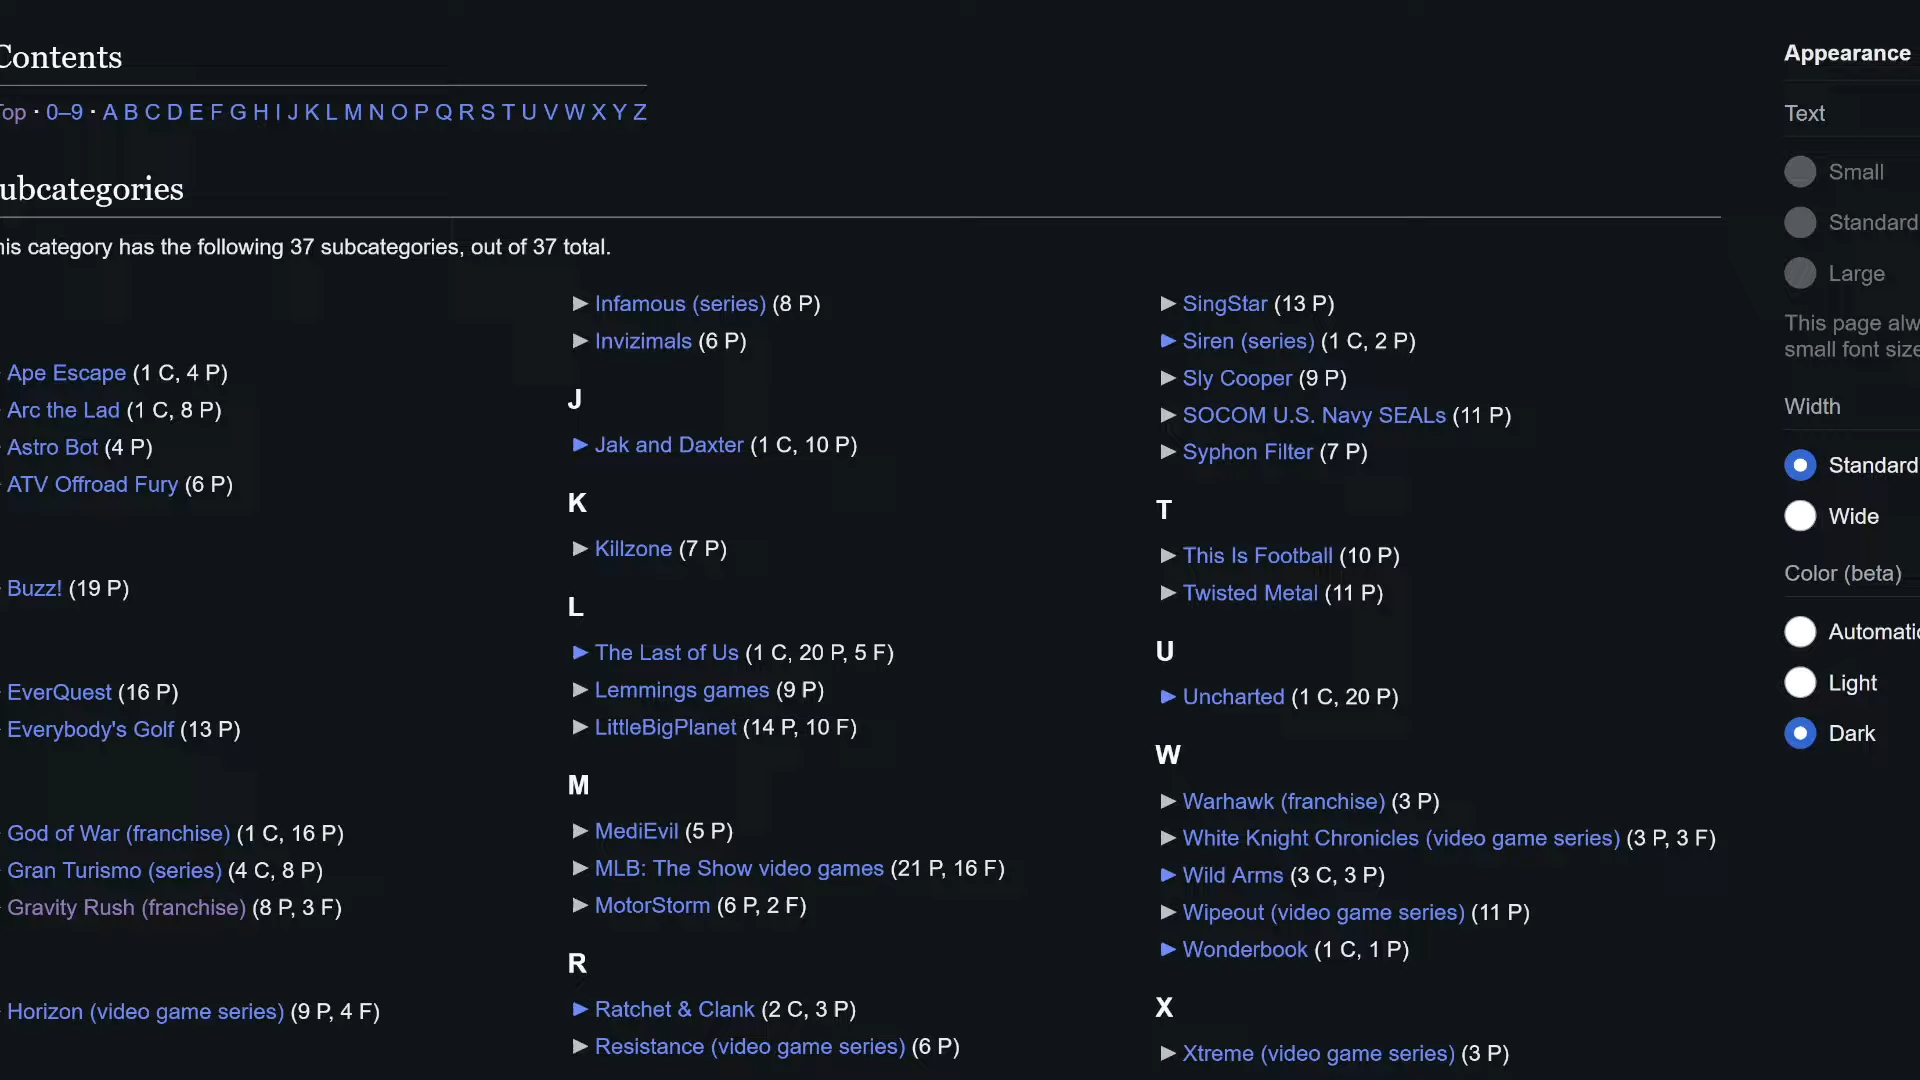 Contents
Top · 0–9 · A B C D E F G H I J K L M N O P Q R S T U V W X Y Z
ubcategories
his category has the following 37 subcategories, out of 37 total.
Ape Escape (1 C, 4 P)
Arc the Lad (1 C, 8 P)
Astro Bot (4 P)
ATV Offroad Fury (6 P)
Buzz! (19 P)
EverQuest (16 P)
Everybody's Golf (13 P)
God of War (franchise) (1 C, 16 P)
Gran Turismo (series) (4 C, 8 P)
Gravity Rush (franchise) (8 P, 3 F)
Horizon (video game series) (9 P, 4 F)
► Infamous (series) (8 P)
► Invizimals (6 P)
J
► Jak and Daxter (1 C, 10 P)
K
► Killzone (7 P)
L
► The Last of Us (1 C, 20 P, 5 F)
► Lemmings games (9 P)
► LittleBigPlanet (14 P, 10 F)
M
► MediEvil (5 P)
► MLB: The Show video games (21 P, 16 F)
► MotorStorm (6 P, 2 F)
R
► Ratchet & Clank (2 C, 3 P)
► Resistance (video game series) (6 P)
► SingStar (13 P)
► Siren (series) (1 C, 2 P)
► Sly Cooper (9 P)
► SOCOM U.S. Navy SEALs (11 P)
► Syphon Filter (7 P)
T
► This Is Football (10 P)
► Twisted Metal (11 P)
U
► Uncharted (1 C, 20 P)
W
► Warhawk (franchise) (3 P)
► White Knight Chronicles (video game series) (3 P, 3 F)
► Wild Arms (3 C, 3 P)
► Wipeout (video game series) (11 P)
► Wonderbook (1 C, 1 P)
X
► Xtreme (video game series) (3 P)
Appearance
Text
Small
Standard
Large
This page alw
small font size
Width
Standard
Wide
Color (beta)
Automatic
Light
Dark